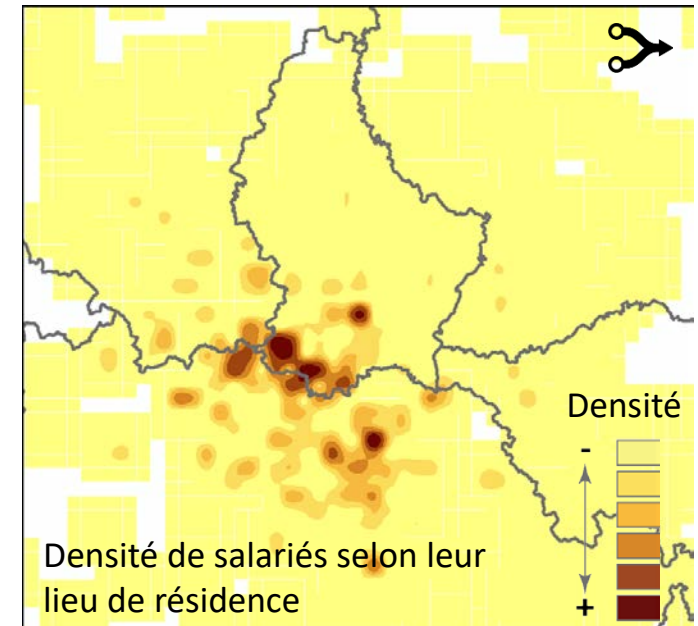 Densité
-
+
Densité de salariés selon leur
lieu de résidence